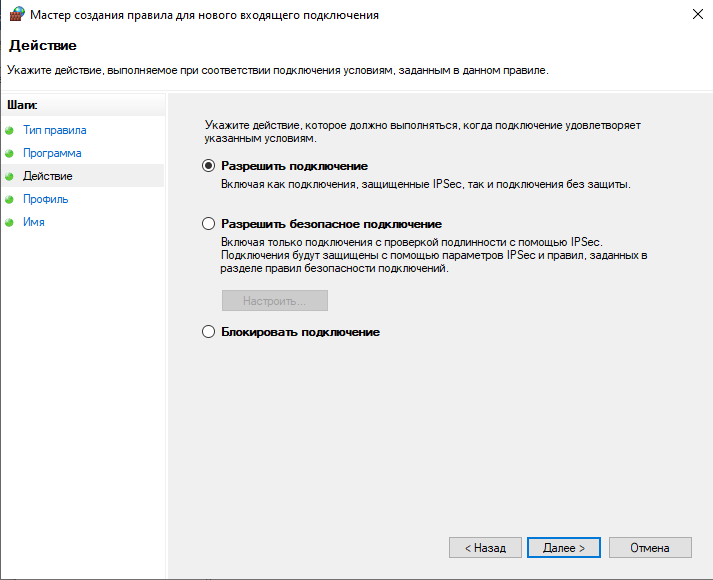 Мастер создания правила для нового входящего подключения
Действие
Укажите действие, выполняемое при соответствии подключения условиям, заданным в данном правиле.
Шаги:
Тип правила
Программа
Действие
Профиль
Имя
Укажите действие, которое должно выполняться, когда подключение удовлетворяет
указанным условиям.
Разрешить подключение
Включая как подключения, защищенные IPSec, так и подключения без защиты.
Разрешить безопасное подключение
Включая только подключения с проверкой подлинности с помощью IPSec.
Подключения будут защищены с помощью параметров IPSec и правил, заданных в
разделе правил безопасности подключений.
Настроить...
Блокировать подключение
< Назад
Далее >
Отмена